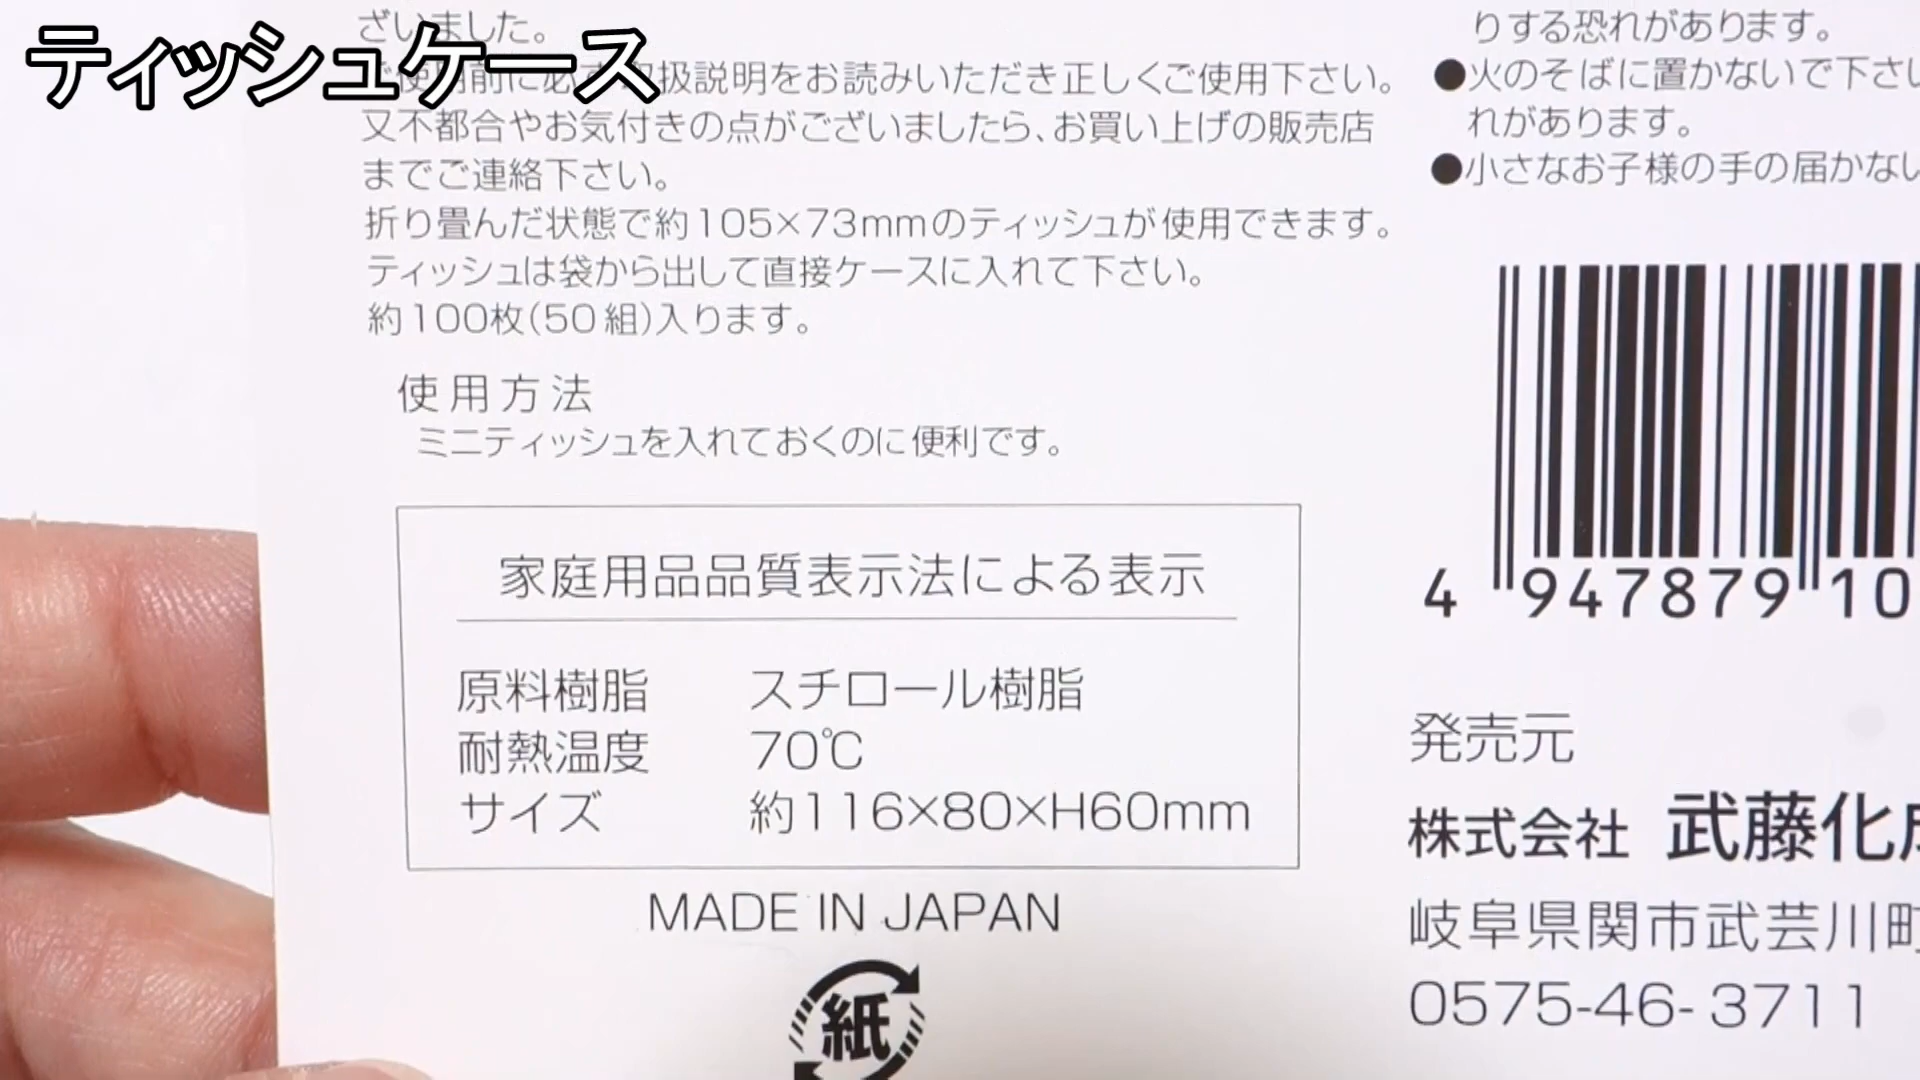 ティッシュケース
ざいました。
ご使用前に必ず取扱説明をお読みいただき正しくご使用下さい。
又不都合やお気付きの点がございましたら、お買い上げの販売店
までご連絡下さい。
折り畳んだ状態で約105×73mmのティッシュが使用できます。
ティッシュは袋から出して直接ケースに入れて下さい。
約100枚(50組)入ります。
使用方法
ミニティッシュを入れておくのに便利です。
家庭用品品質表示法による表示
原料樹脂 スチロール樹脂
耐熱温度 70℃
サイズ 約116×80×H60mm
MADE IN JAPAN
紙
りする恐れがあります。
●火のそばに置かないで下さい
れがあります。
●小さなお子様の手の届かない
4 947879 10
発売元
株式会社 武藤化成
岐阜県関市武芸川町
0575-46-3711